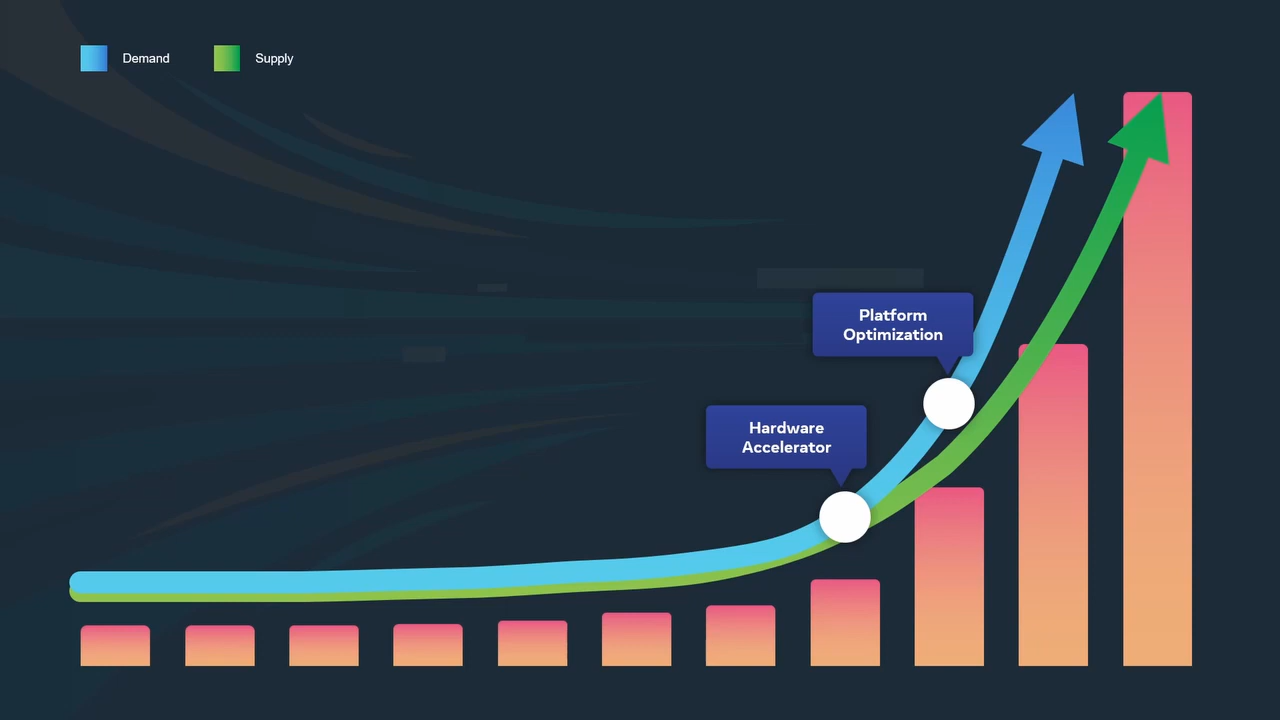 Demand
Supply
Platform
Optimization
Hardware
Accelerator